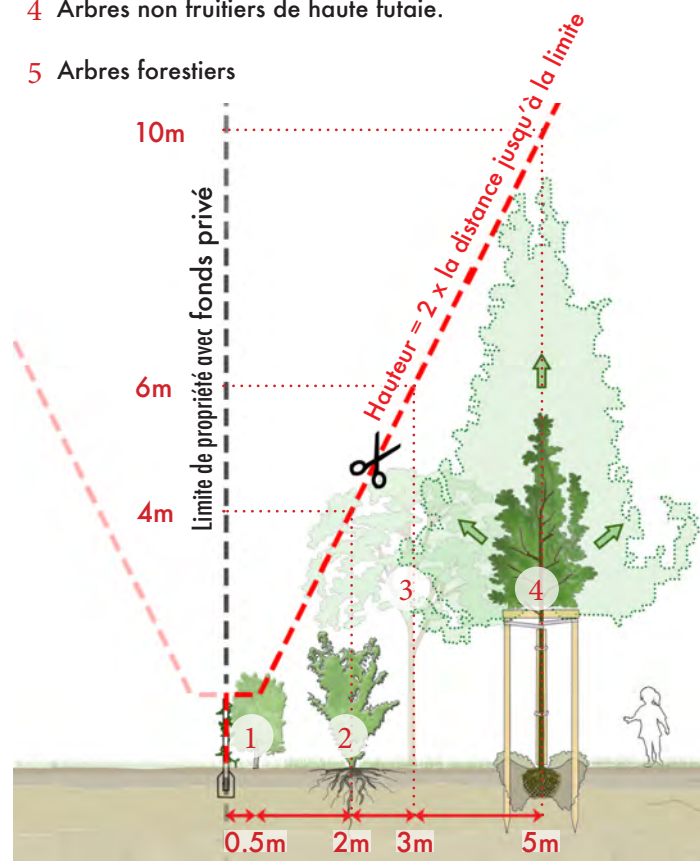 4 Arbres non fruitiers de haute futaie.
5 Arbres forestiers
10m
Limite de propriété avec fonds privé
Hauteur = 2 x la distance jusqu'à la limite
6m
4m
3
4
1
2
0.5m 2m 3m 5m